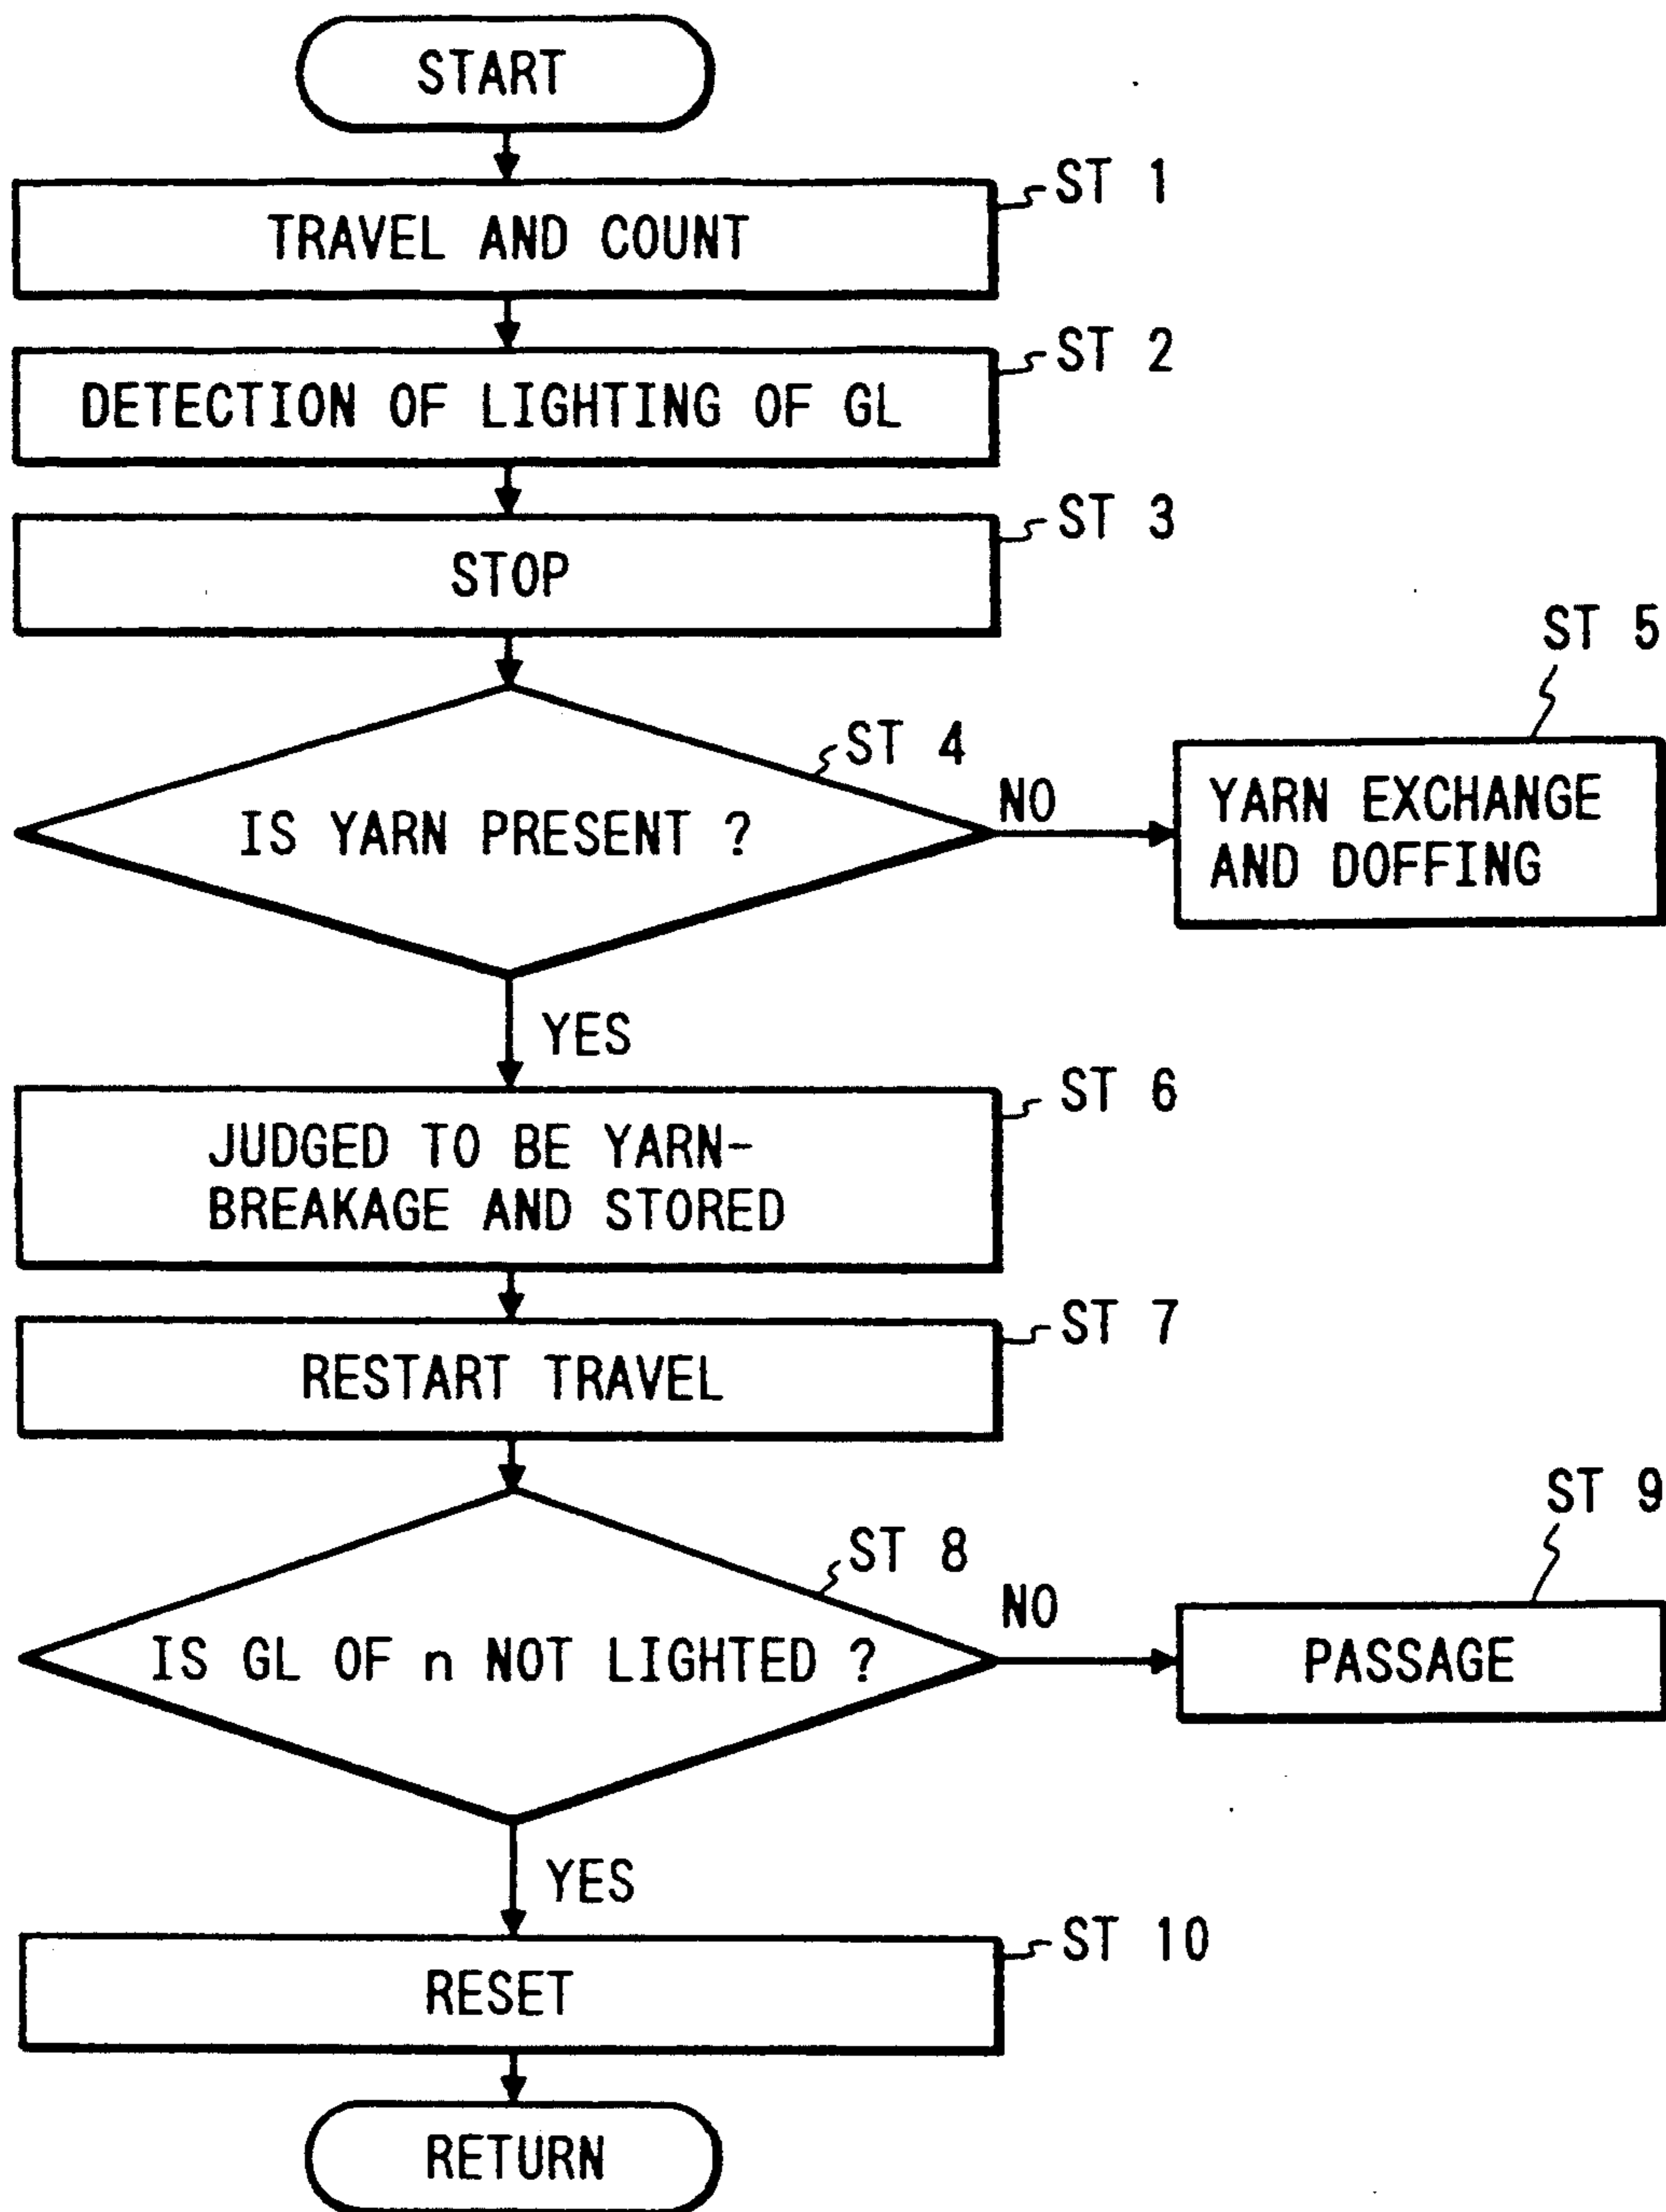 START
ST 1
TRAVEL AND COUNT
ST 2
DETECTION OF LIGHTING OF GL
ST 3
STOP
ST 4
IS YARN PRESENT ?
NO
ST 5
YARN EXCHANGE
AND DOFFING
YES
ST 6
JUDGED TO BE YARN-
BREAKAGE AND STORED
ST 7
RESTART TRAVEL
ST 8
IS GL OF n NOT LIGHTED ?
NO
ST 9
PASSAGE
YES
ST 10
RESET
RETURN